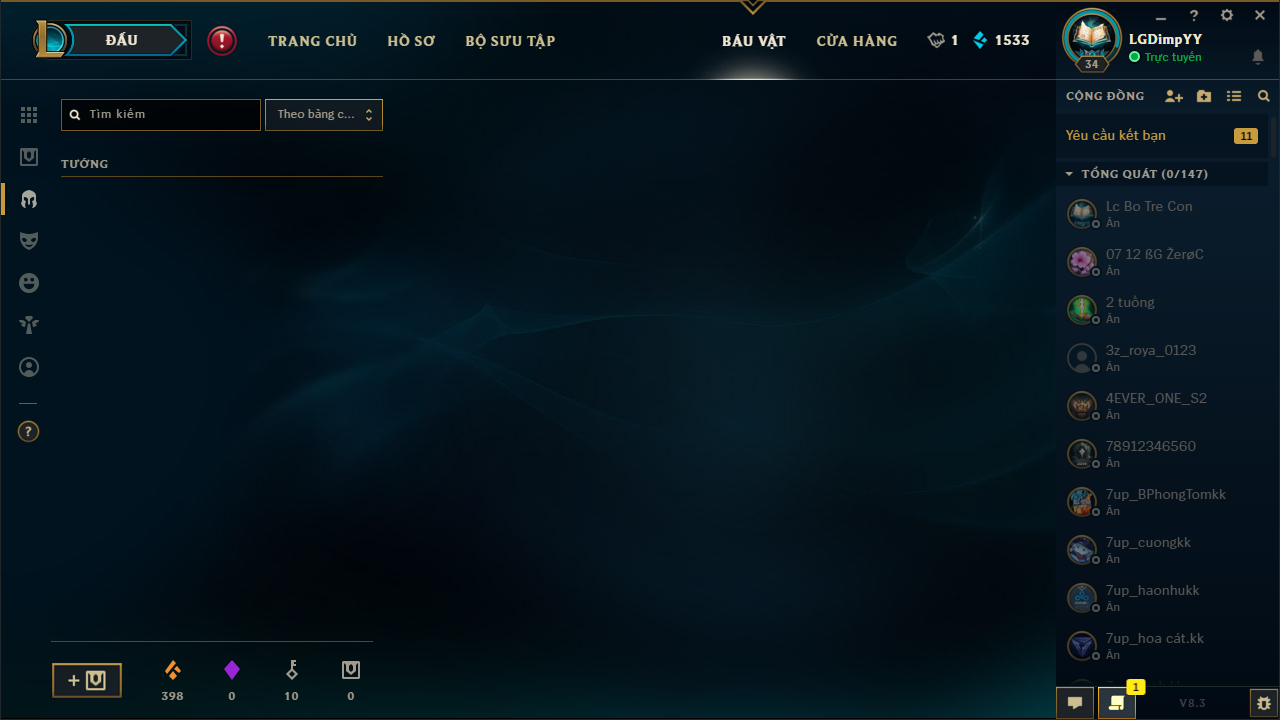 ĐẤU
TRANG CHỦ
HỒ SƠ
BỘ SƯU TẬP
BÁU VẬT
CỬA HÀNG
1
1533
34
LGDimpYY
Trực tuyến
Tìm kiếm
Theo bảng c...
TƯỚNG
?
398
0
10
0
CỘNG ĐỒNG
Yêu cầu kết bạn
11
TỔNG QUÁT (0/147)
Lc Bo Tre Con
Ẩn
07 12 ßG ŽerøC
Ẩn
2 tuồng
Ẩn
3z_roya_0123
Ẩn
4EVER_ONE_S2
Ẩn
78912346560
Ẩn
7up_BPhongTomkk
Ẩn
7up_cuongkk
Ẩn
7up_haonhukk
Ẩn
7up_hoa cát.kk
Ẩn
1
V8.3